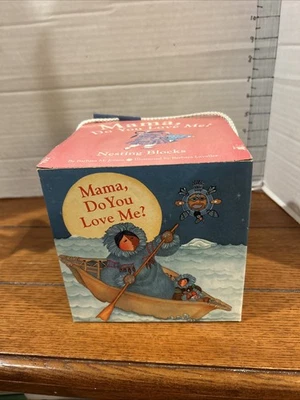 Mama,
Do You Love Me?
Nesting Blocks
Mama,
Do You
Love Me?